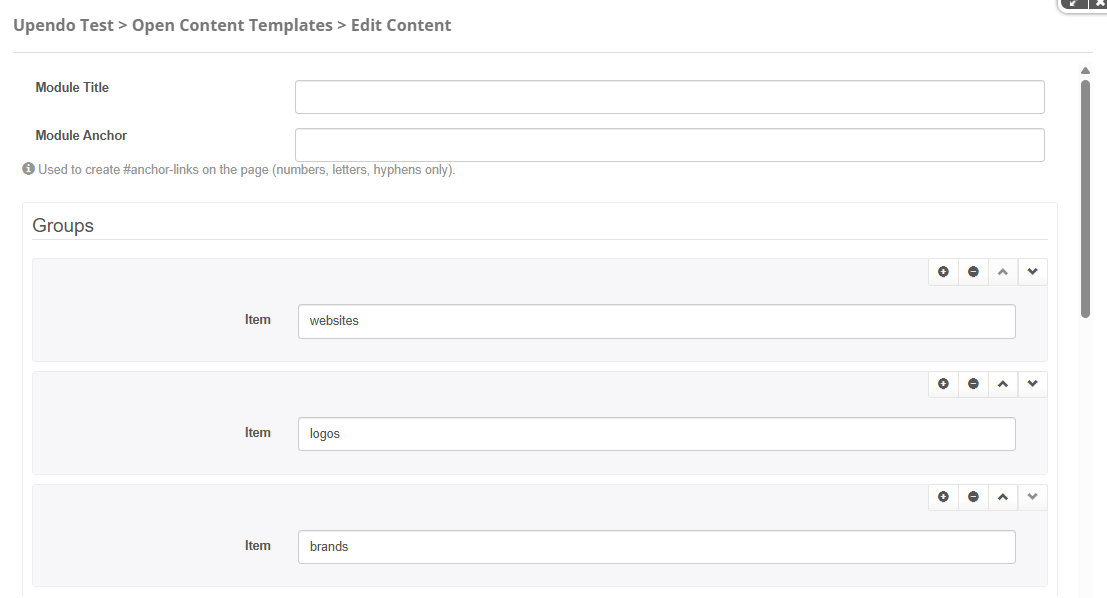 Upendo Test > Open Content Templates > Edit Content
Module Title
Module Anchor
Used to create #anchor-links on the page (numbers, letters, hyphens only).
Groups
Item websites
Item logos
Item brands